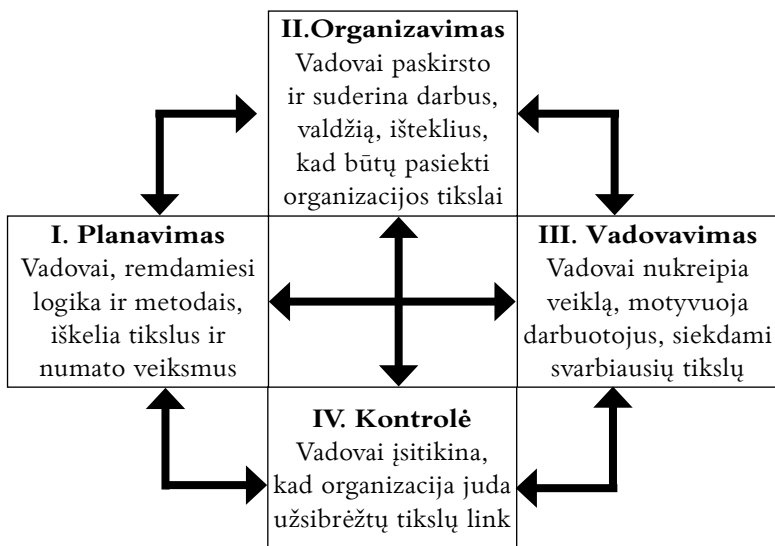 II.Organizavimas
Vadovai paskirsto
ir suderina darbus,
valdžią, išteklius,
kad būtų pasiekti
organizacijos tikslai
I. Planavimas
Vadovai, remdamiesi
logika ir metodais,
iškelia tikslus ir
numato veiksmus
III. Vadovavimas
Vadovai nukreipia
veiklą, motyvuoja
darbuotojus, siekdami
svarbiausių tikslų
IV. Kontrolė
Vadovai įsitikina,
kad organizacija juda
užsibrėžtų tikslų link